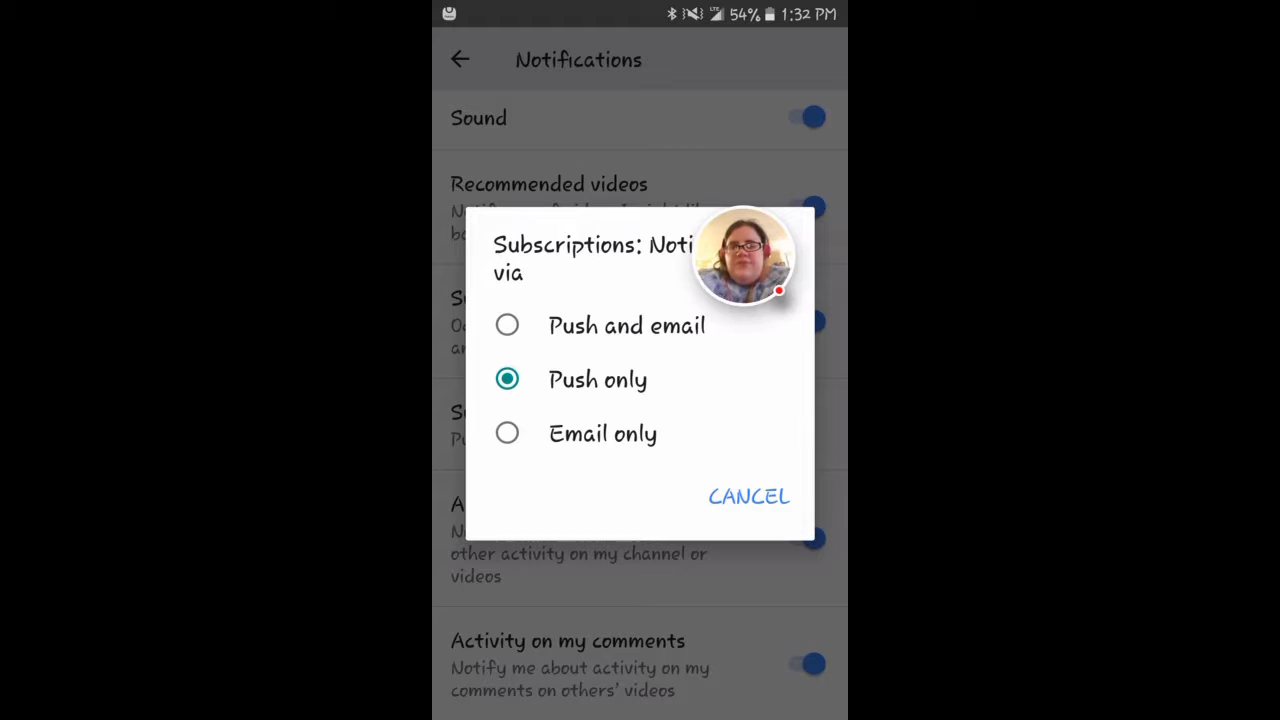 54% 1:32 PM
Notifications
Sound
Recommended videos
Subscriptions: Noti
via
Push and email
Push only
Email only
CANCEL
other activity on my channel or
videos
Activity on my comments
Notify me about activity on my
comments on others' videos